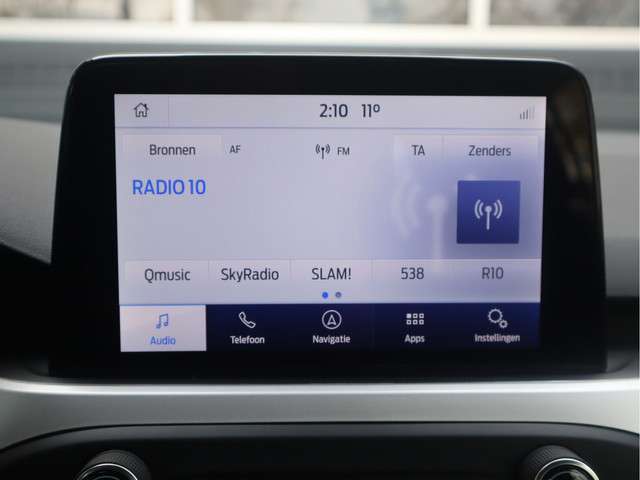 2:10 11º
Bronnen AF FM TA Zenders
RADIO 10
Qmusic SkyRadio SLAM! 538 R10
Audio Telefoon Navigatie Apps Instellingen